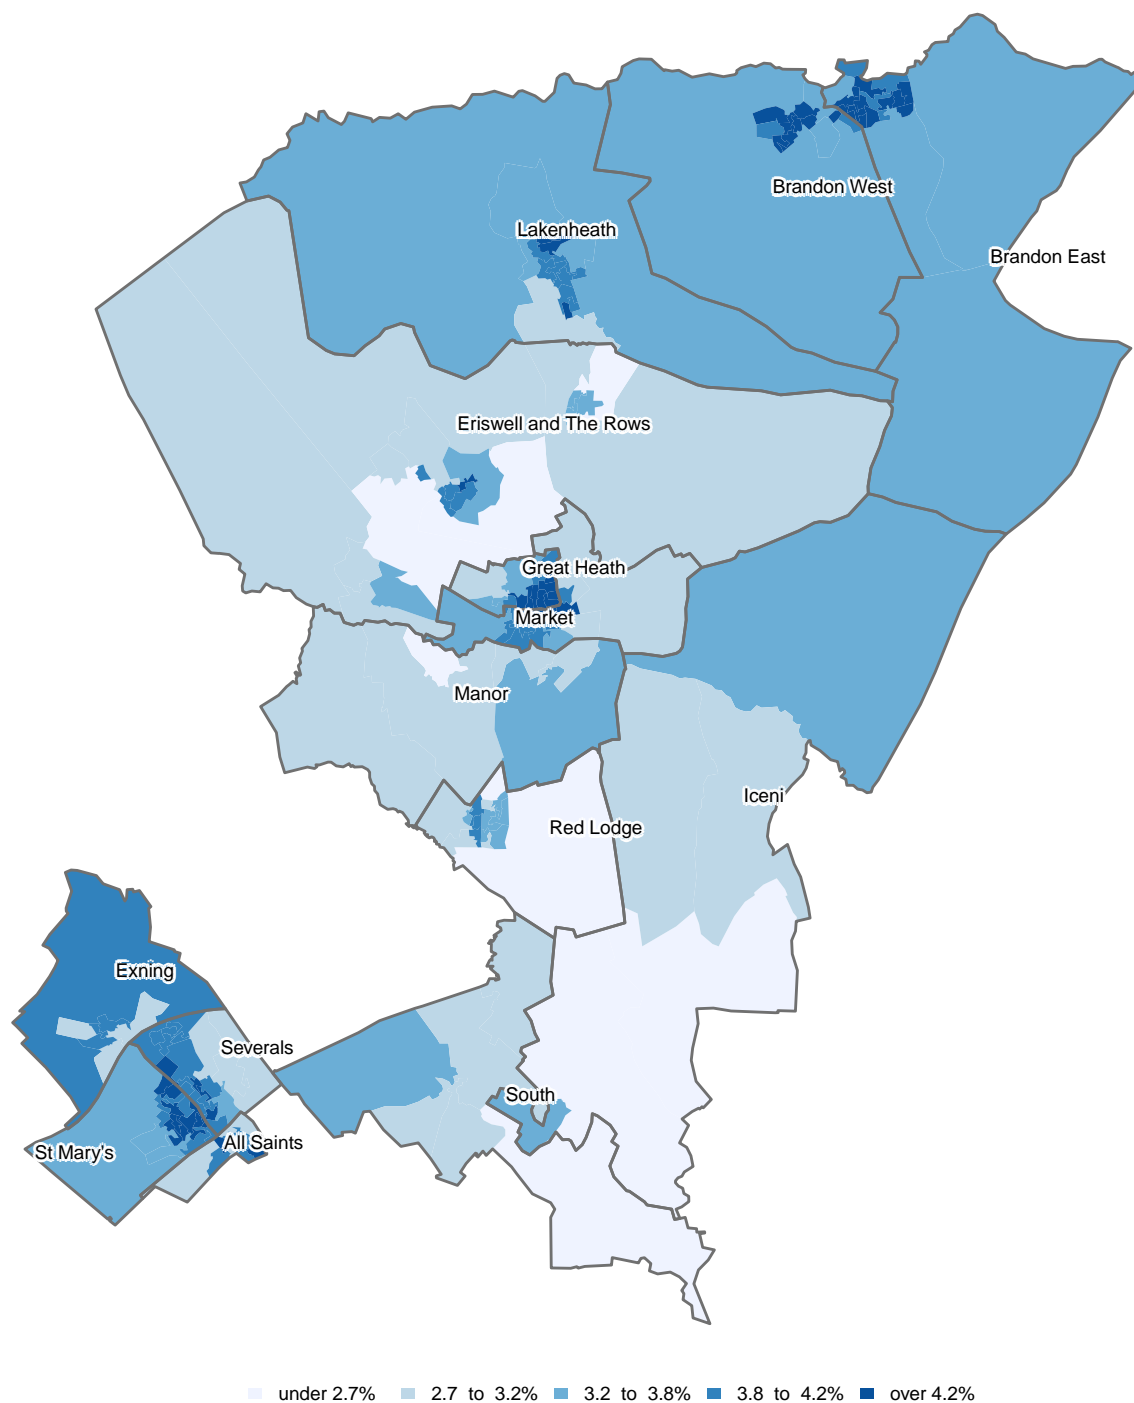 Brandon West
Lakenheath
Brandon East
Eriswell and The Rows
Great Heath
Market
Manor
Iceni
Red Lodge
Exning
Severals
South
All Saints
St Mary's
under 2.7% 2.7 to 3.2% 3.2 to 3.8% 3.8 to 4.2% over 4.2%